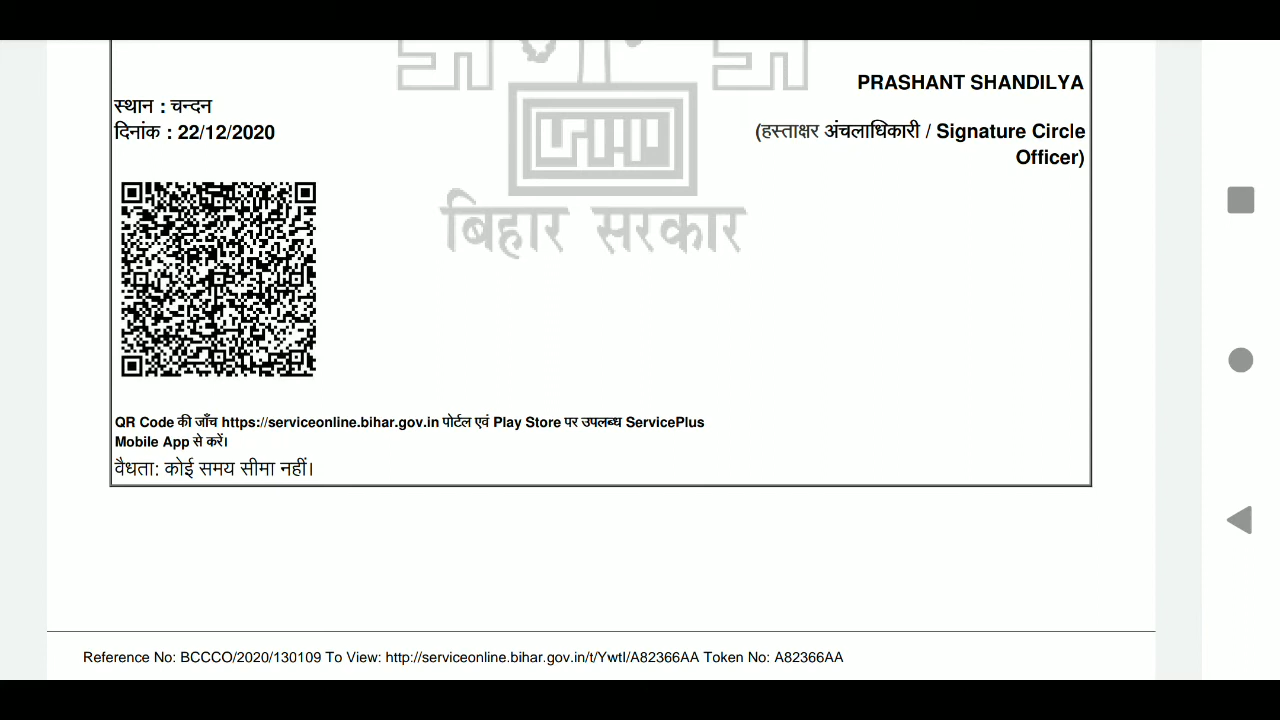 PRASHANT SHANDILYA
स्थान : चन्दन
दिनांक : 22/12/2020
(हस्ताक्षर अंचलाधिकारी / Signature Circle
Officer)
बिहार सरकार
QR Code की जाँच https://serviceonline.bihar.gov.in पोर्टल एवं Play Store पर उपलब्ध ServicePlus
Mobile App से करें।
वैधता: कोई समय सीमा नहीं।
Reference No: BCCCO/2020/130109 To View: http://serviceonline.bihar.gov.in/t/YwtI/A82366AA Token No: A82366AA